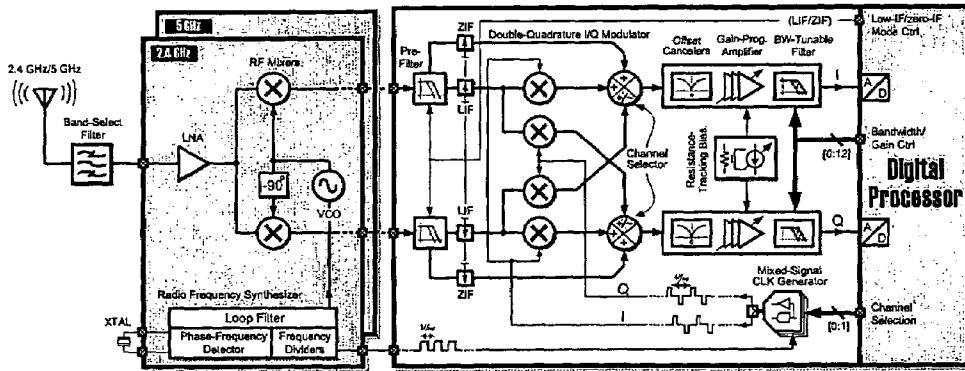 5 GHz
2.4 GHz
2.4 GHz/5 GHz
Band-Select
Filter
LNA
RF Mixers
-90°
VCO
Radio Frequency Synthesizer
XTAL
Loop Filter
Phase-Frequency
Detector
Frequency
Dividers
Pre-
Filter
ZIF
LIF
LIF
ZIF
Double-Quadrature I/Q Modulator
Channel
Selector
Offset
Cancelers
Gain-Prog.
Amplifier
BW-Tunable
Filter
Resistance-
Tracking Bias
(LIF/ZIF)
Low-IF/zero-IF
Mode Ctrl
I
A
D
Bandwidth/
Gain Ctrl
[0:12]
Digital
Processor
Q
A
D
Mixed-Signal
CLK Generator
Channel
Selection
[0:1]
Q
I